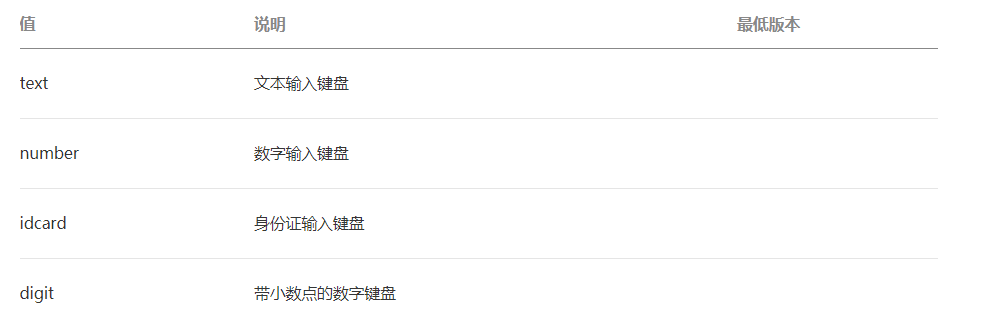 值 说明 最低版本
text 文本输入键盘
number 数字输入键盘
idcard 身份证输入键盘
digit 带小数点的数字键盘